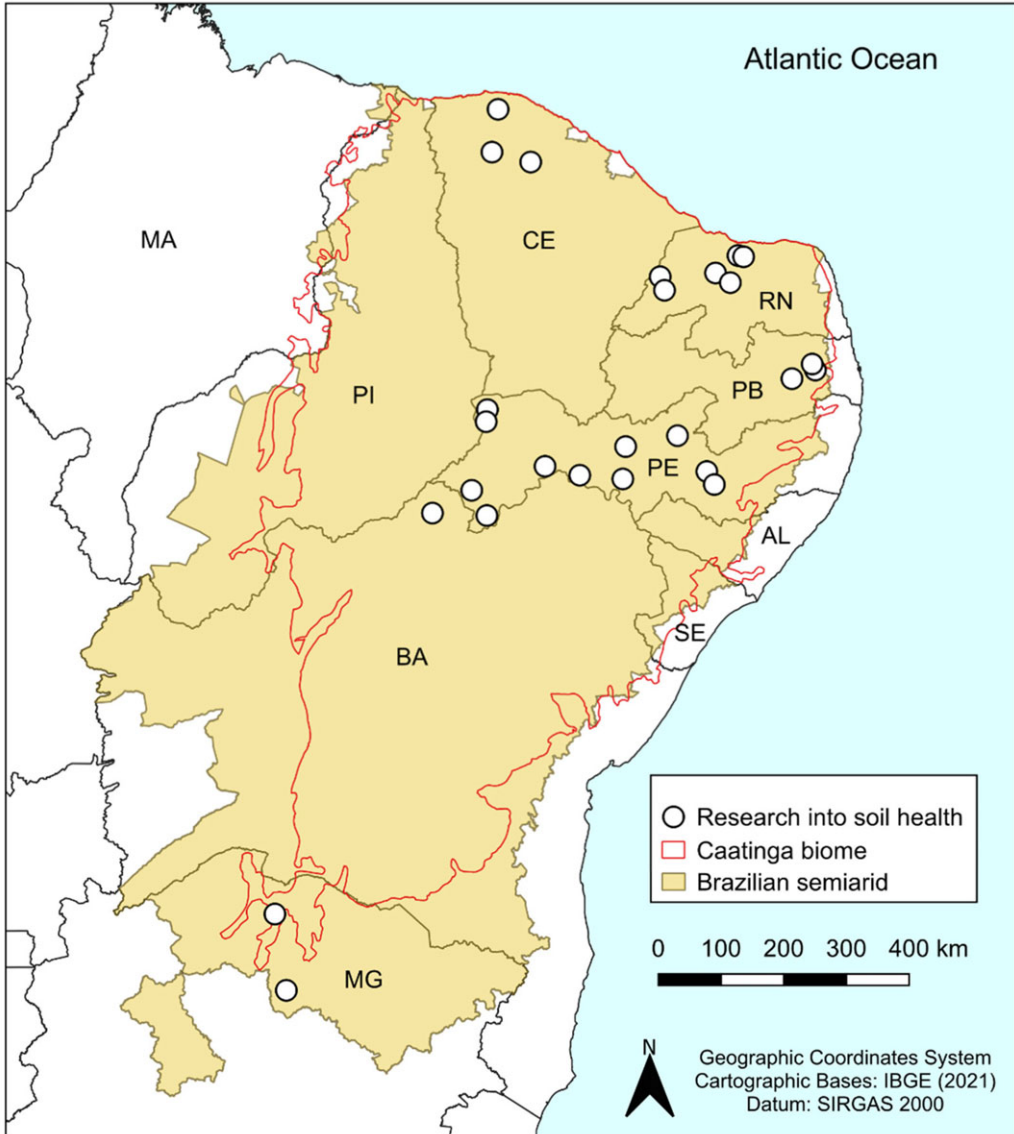 Atlantic Ocean
MA
CE
RN
PI
PB
PE
AL
SE
BA
MG
Research into soil health
Caatinga biome
Brazilian semiarid
0 100 200 300 400 km
N
Geographic Coordinates System
Cartographic Bases: IBGE (2021)
Datum: SIRGAS 2000